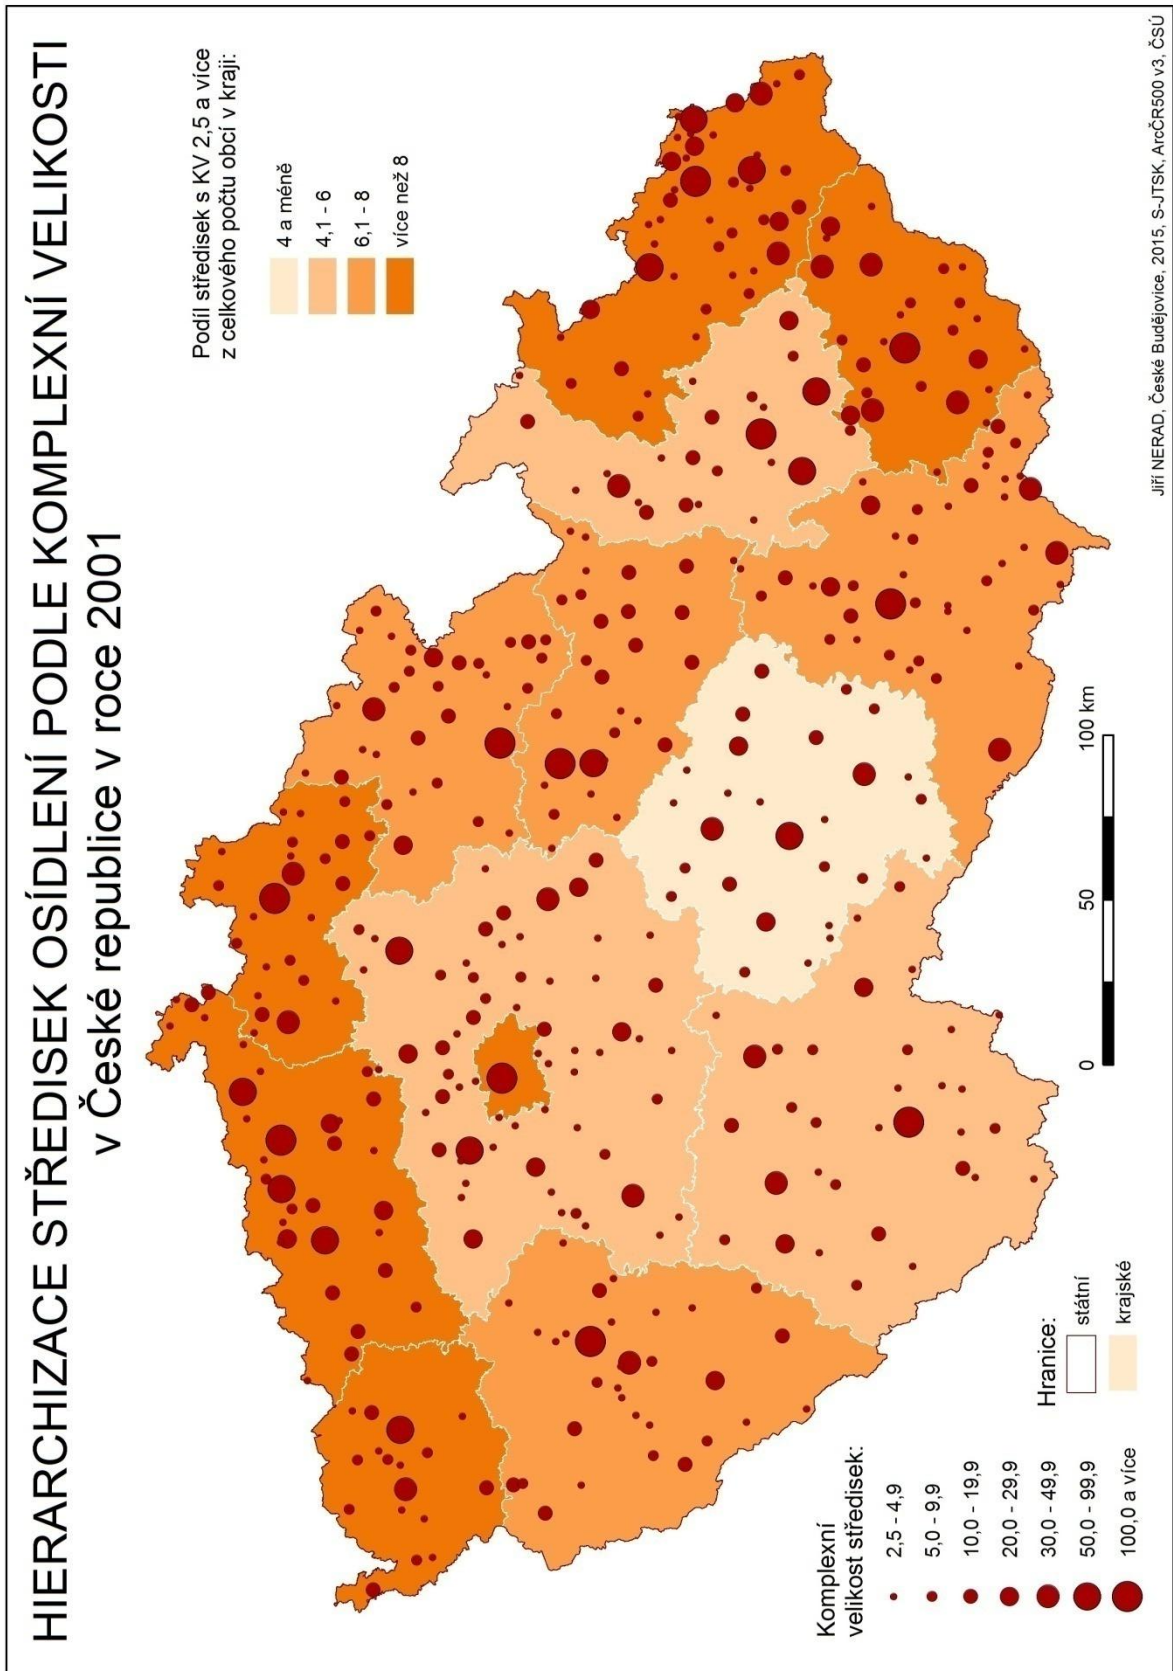 HIERARCHIZACE STŘEDISEK OSÍDLENÍ PODLE KOMPLEXNÍ VELIKOSTI
v České republice v roce 2001
Podíl středisek s KV 2,5 a více
z celkového počtu obcí v kraji:
4 a méně
4,1 - 6
6,1 - 8
více než 8
Komplexní
velikost středisek:
2,5 - 4,9
5,0 - 9,9
10,0 - 19,9
20,0 - 29,9
30,0 - 49,9
50,0 - 99,9
100,0 a více
Hranice:
státní
krajské
0 50 100 km
Jiří NERAD, České Budějovice, 2015, S-JTSK, ArcČR500 v3, ČSÚ